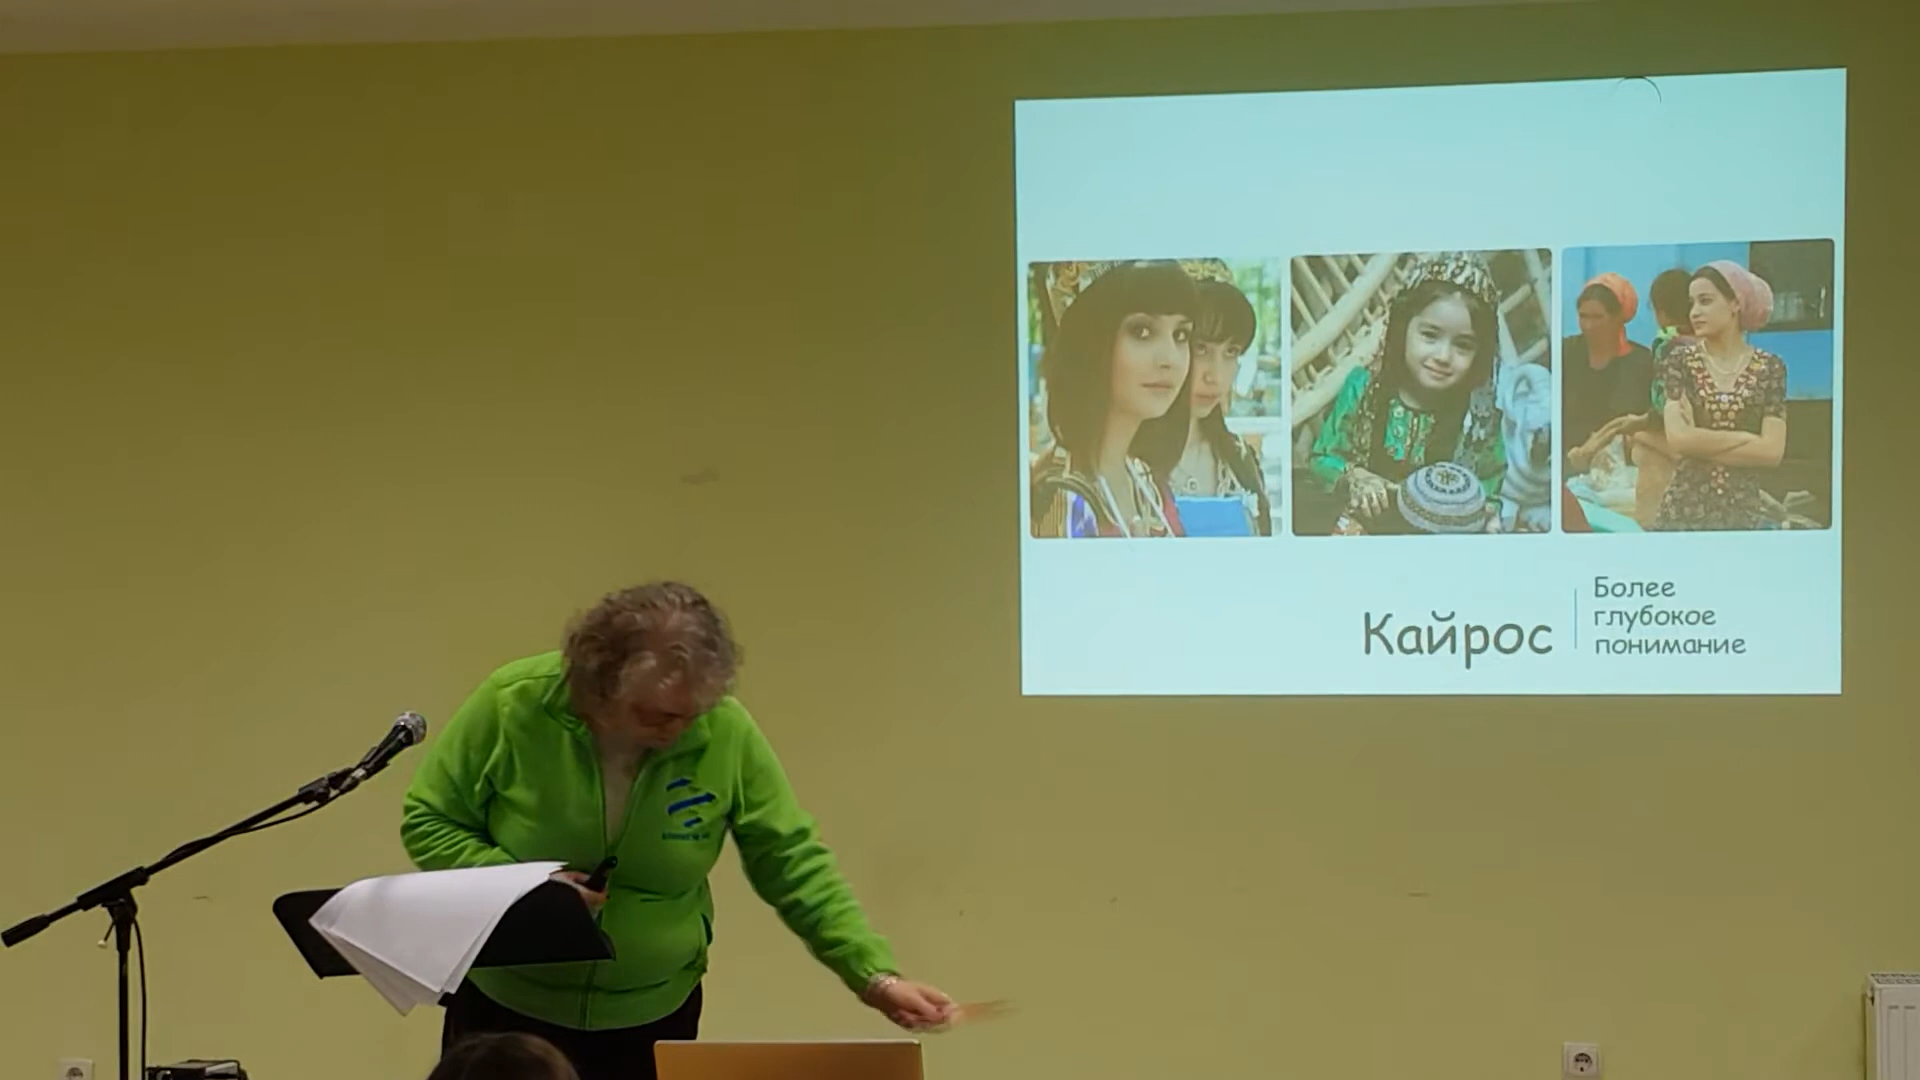 Кайрос
Более
глубокое
понимание